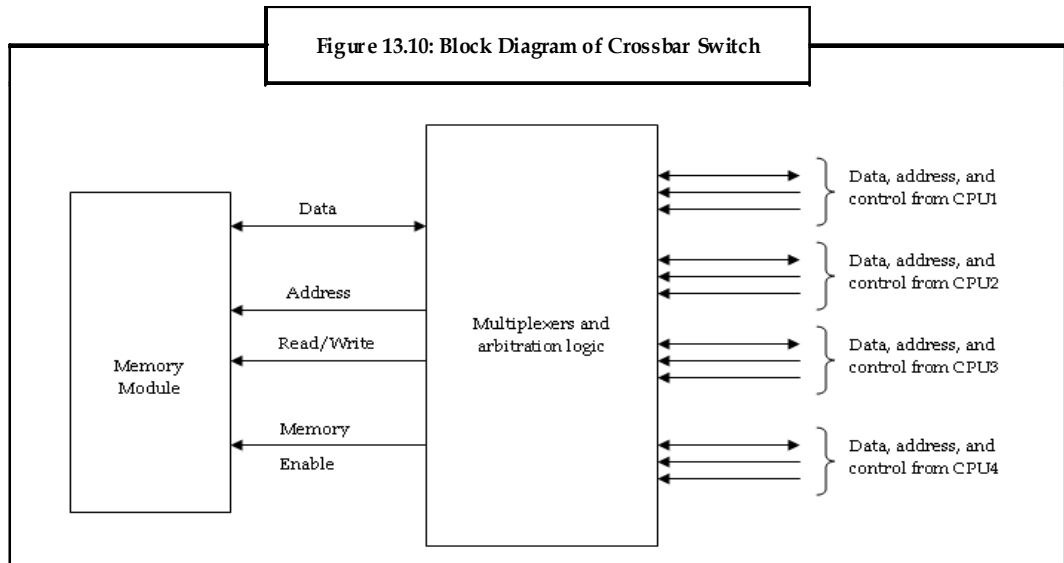 Figure 13.10: Block Diagram of Crossbar Switch
Data
Address
Read/Write
Memory
Enable
Memory
Module
Multiplexers and
arbitration logic
Data, address, and
control from CPU1
Data, address, and
control from CPU2
Data, address, and
control from CPU3
Data, address, and
control from CPU4